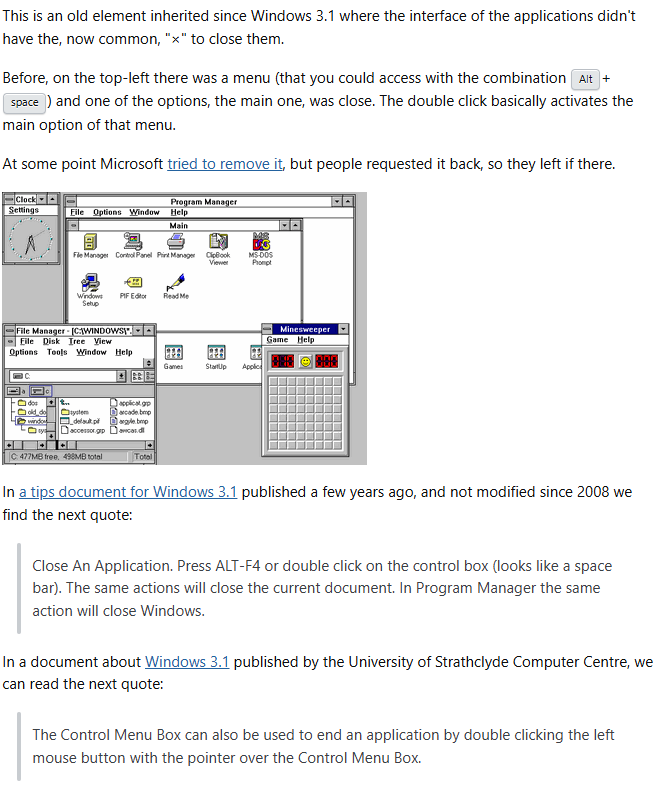 This is an old element inherited since Windows 3.1 where the interface of the applications didn't
have the, now common, "×" to close them.
Before, on the top-left there was a menu (that you could access with the combination Alt +
space ) and one of the options, the main one, was close. The double click basically activates the
main option of that menu.
At some point Microsoft tried to remove it, but people requested it back, so they left if there.
Clock
Settings
Program Manager
File Options Window Help
Main
File Manager Control Panel Print Manager ClipBook Viewer MS-DOS Prompt
Windows Setup PIF Editor Read Me
Games StartUp Applica
File Manager - [C:\WINDOWS\*.
File Disk Tree View
Options Tools Window Help
C:
a c
dos
old_do
window
sys
system
_default.pif
accessor.grp
applicat.grp
arcade.bmp
argyle.bmp
C: 477MB free, 498MB total Total
Minesweeper
Game Help
In a tips document for Windows 3.1 published a few years ago, and not modified since 2008 we
find the next quote:
Close An Application. Press ALT-F4 or double click on the control box (looks like a space
bar). The same actions will close the current document. In Program Manager the same
action will close Windows.
In a document about Windows 3.1 published by the University of Strathclyde Computer Centre, we
can read the next quote:
The Control Menu Box can also be used to end an application by double clicking the left
mouse button with the pointer over the Control Menu Box.